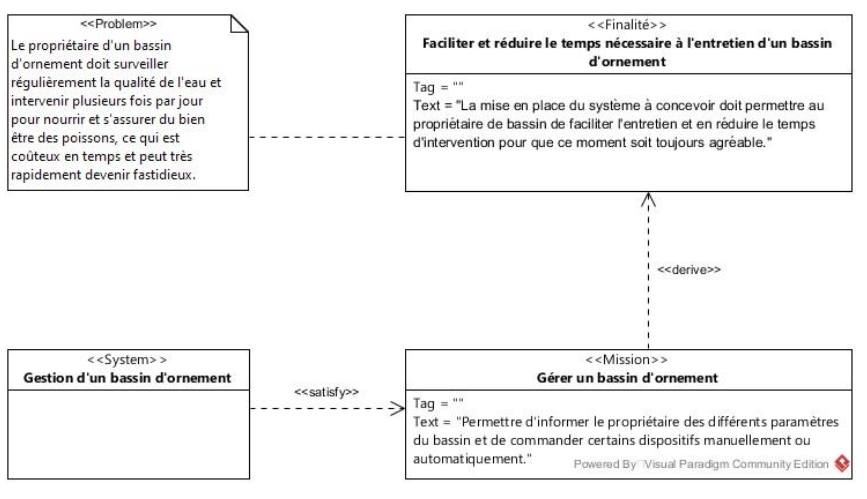 <<Problem>>
Le propriétaire d'un bassin
d'ornement doit surveiller
régulièrement la qualité de l'eau et
intervenir plusieurs fois par jour
pour nourrir et s'assurer du bien
être des poissons, ce qui est
coûteux en temps et peut très
rapidement devenir fastidieux.
<<Finalité>>
Faciliter et réduire le temps nécessaire à l'entretien d'un bassin
d'ornement
Tag = ""
Text = "La mise en place du système à concevoir doit permettre au
propriétaire de bassin de faciliter l'entretien et en réduire le temps
d'intervention pour que ce moment soit toujours agréable."
<<derive>>
<<System> >
Gestion d'un bassin d'ornement
<<satisfy>>
<<Mission>>
Gérer un bassin d'ornement
Tag = ""
Text = "Permettre d'informer le propriétaire des différents paramètres
du bassin et de commander certains dispositifs manuellement ou
automatiquement."
Powered By Visual Paradigm Community Edition